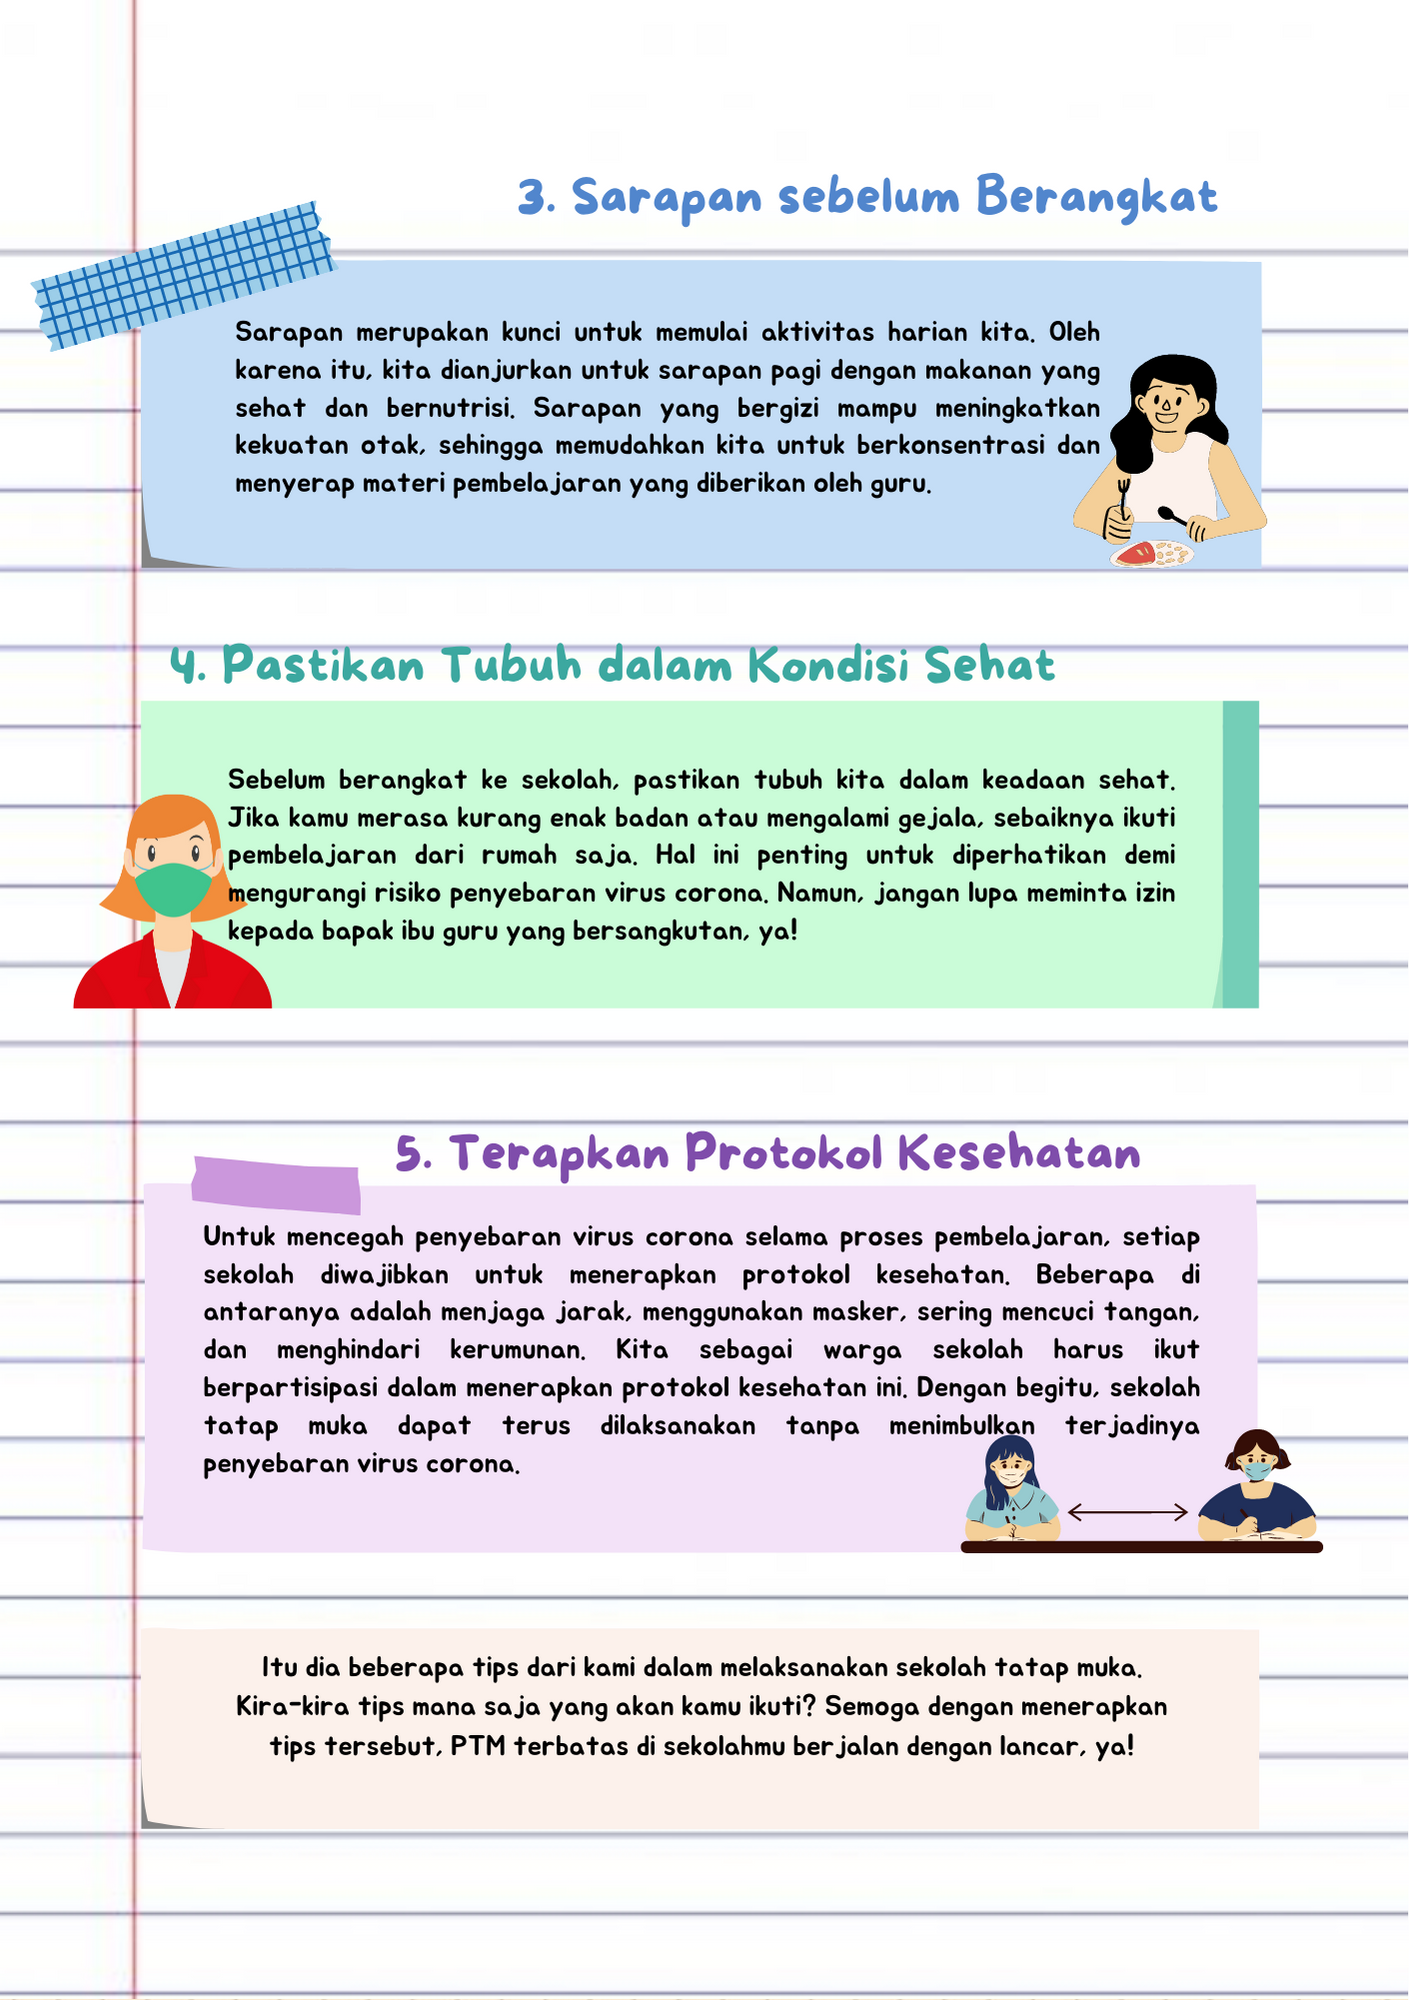 3. Sarapan sebelum Berangkat
Sarapan merupakan kunci untuk memulai aktivitas harian kita. Oleh
karena itu, kita dianjurkan untuk sarapan pagi dengan makanan yang
sehat dan bernutrisi. Sarapan yang bergizi mampu meningkatkan
kekuatan otak, sehingga memudahkan kita untuk berkonsentrasi dan
menyerap materi pembelajaran yang diberikan oleh guru.
4. Pastikan Tubuh dalam Kondisi Sehat
Sebelum berangkat ke sekolah, pastikan tubuh kita dalam keadaan sehat.
Jika kamu merasa kurang enak badan atau mengalami gejala, sebaiknya ikuti
pembelajaran dari rumah saja. Hal ini penting untuk diperhatikan demi
mengurangi risiko penyebaran virus corona. Namun, jangan lupa meminta izin
kepada bapak ibu guru yang bersangkutan, ya!
5. Terapkan Protokol Kesehatan
Untuk mencegah penyebaran virus corona selama proses pembelajaran, setiap
sekolah diwajibkan untuk menerapkan protokol kesehatan. Beberapa di
antaranya adalah menjaga jarak, menggunakan masker, sering mencuci tangan,
dan menghindari kerumunan. Kita sebagai warga sekolah harus ikut
berpartisipasi dalam menerapkan protokol kesehatan ini. Dengan begitu, sekolah
tatap muka dapat terus dilaksanakan tanpa menimbulkan terjadinya
penyebaran virus corona.
Itu dia beberapa tips dari kami dalam melaksanakan sekolah tatap muka.
Kira-kira tips mana saja yang akan kamu ikuti? Semoga dengan menerapkan
tips tersebut, PTM terbatas di sekolahmu berjalan dengan lancar, ya!